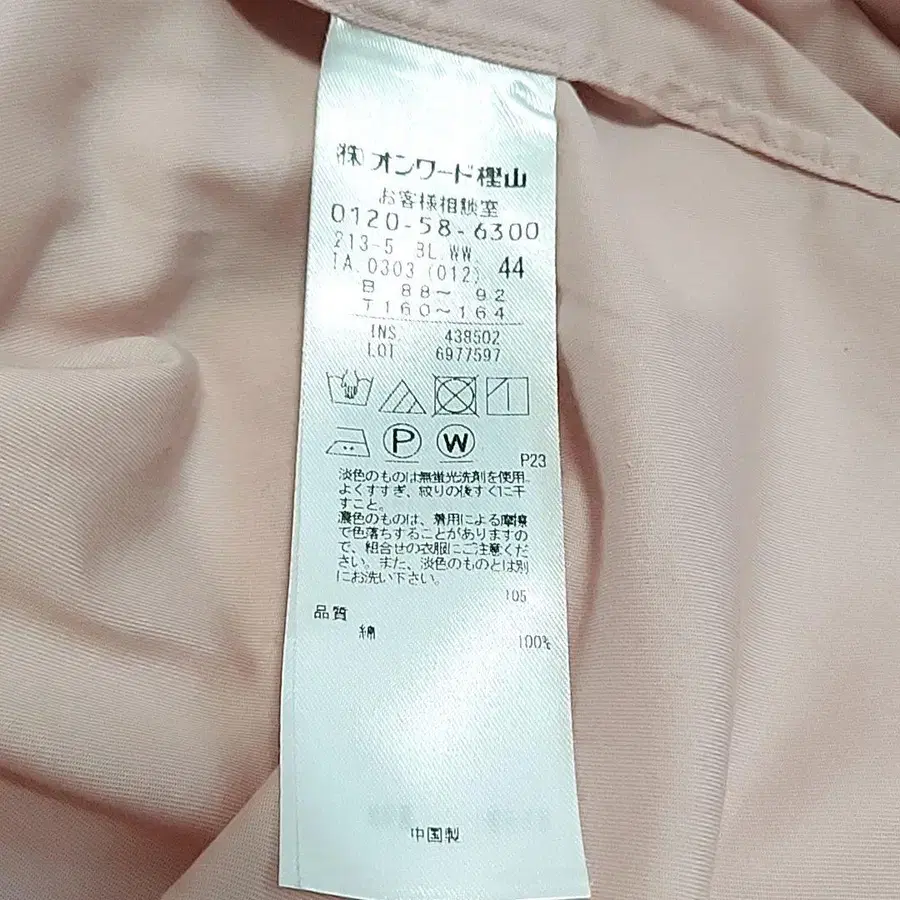 (株)オンワード樫山
お客様相談室
0120-58-6300
213-5 BL.WW.
TA.0303(012) 44
B 88～92
T 160～164
INS 438502
LOT 6977597
P W
P23
淡色のものは無蛍光洗剤を使用。
よくすすぎ、絞りの後すぐに干
すこと。
濃色のものは、着用による摩擦
で色落ちすることがありますの
で、組合せの衣服にご注意くだ
さい。また、淡色のものとは別
にお洗い下さい。
105
品質
綿 100%
中国製